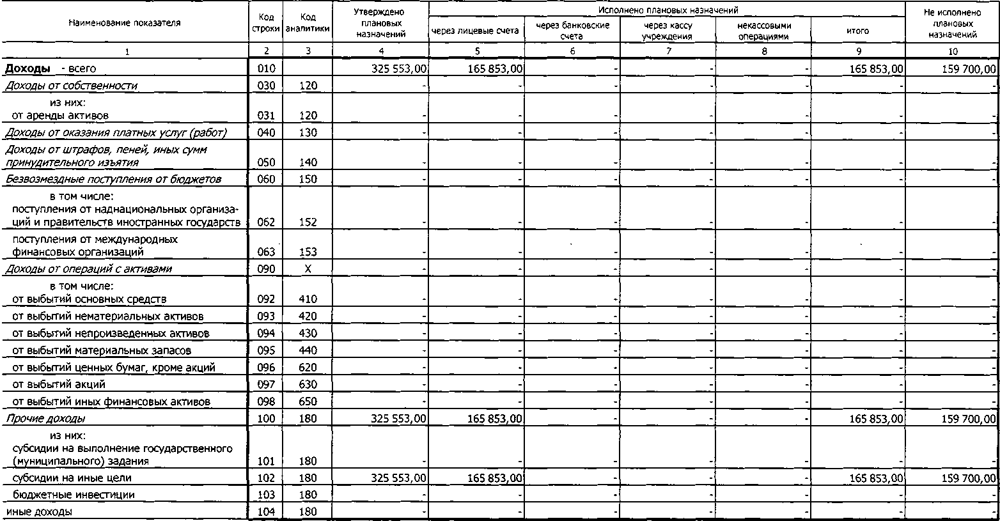 Наименование показателя Код строки Код аналитики Утверждено плановых назначений Исполнено плановых назначений Не исполнено плановых назначений
через лицевые счета через банковские счета через кассу учреждения некассовыми операциями итого
1 2 3 4 5 6 7 8 9 10
Доходы - всего 010 325 553,00 165 853,00 - - - 165 853,00 159 700,00
Доходы от собственности 030 120 - - - - - - -
из них:
от аренды активов 031 120 - - - - - - -
Доходы от оказания платных услуг (работ) 040 130 - - - - - - -
Доходы от штрафов, пеней, иных сумм
принудительного изъятия 050 140 - - - - - - -
Безвозмездные поступления от бюджетов 060 150 - - - - - - -
в том числе:
поступления от наднациональных организа-
ций и правительств иностранных государств 062 152 - - - - - - -
поступления от международных
финансовых организаций 063 153 - - - - - - -
Доходы от операций с активами 090 X - - - - - - -
в том числе:
от выбытий основных средств 092 410 - - - - - - -
от выбытий нематериальных активов 093 420 - - - - - - -
от выбытий непроизведенных активов 094 430 - - - - - - -
от выбытий материальных запасов 095 440 - - - - - - -
от выбытий ценных бумаг, кроме акций 096 620 - - - - - - -
от выбытий акций 097 630 - - - - - - -
от выбытий иных финансовых активов 098 650 - - - - - - -
Прочие доходы 100 180 325 553,00 165 853,00 - - - 165 853,00 159 700,00
из них:
субсидии на выполнение государственного
(муниципального) задания 101 180 - - - - - - -
субсидии на иные цели 102 180 325 553,00 165 853,00 - - - 165 853,00 159 700,00
бюджетные инвестиции 103 180 - - - - - - -
иные доходы 104 180 - - - - - - -